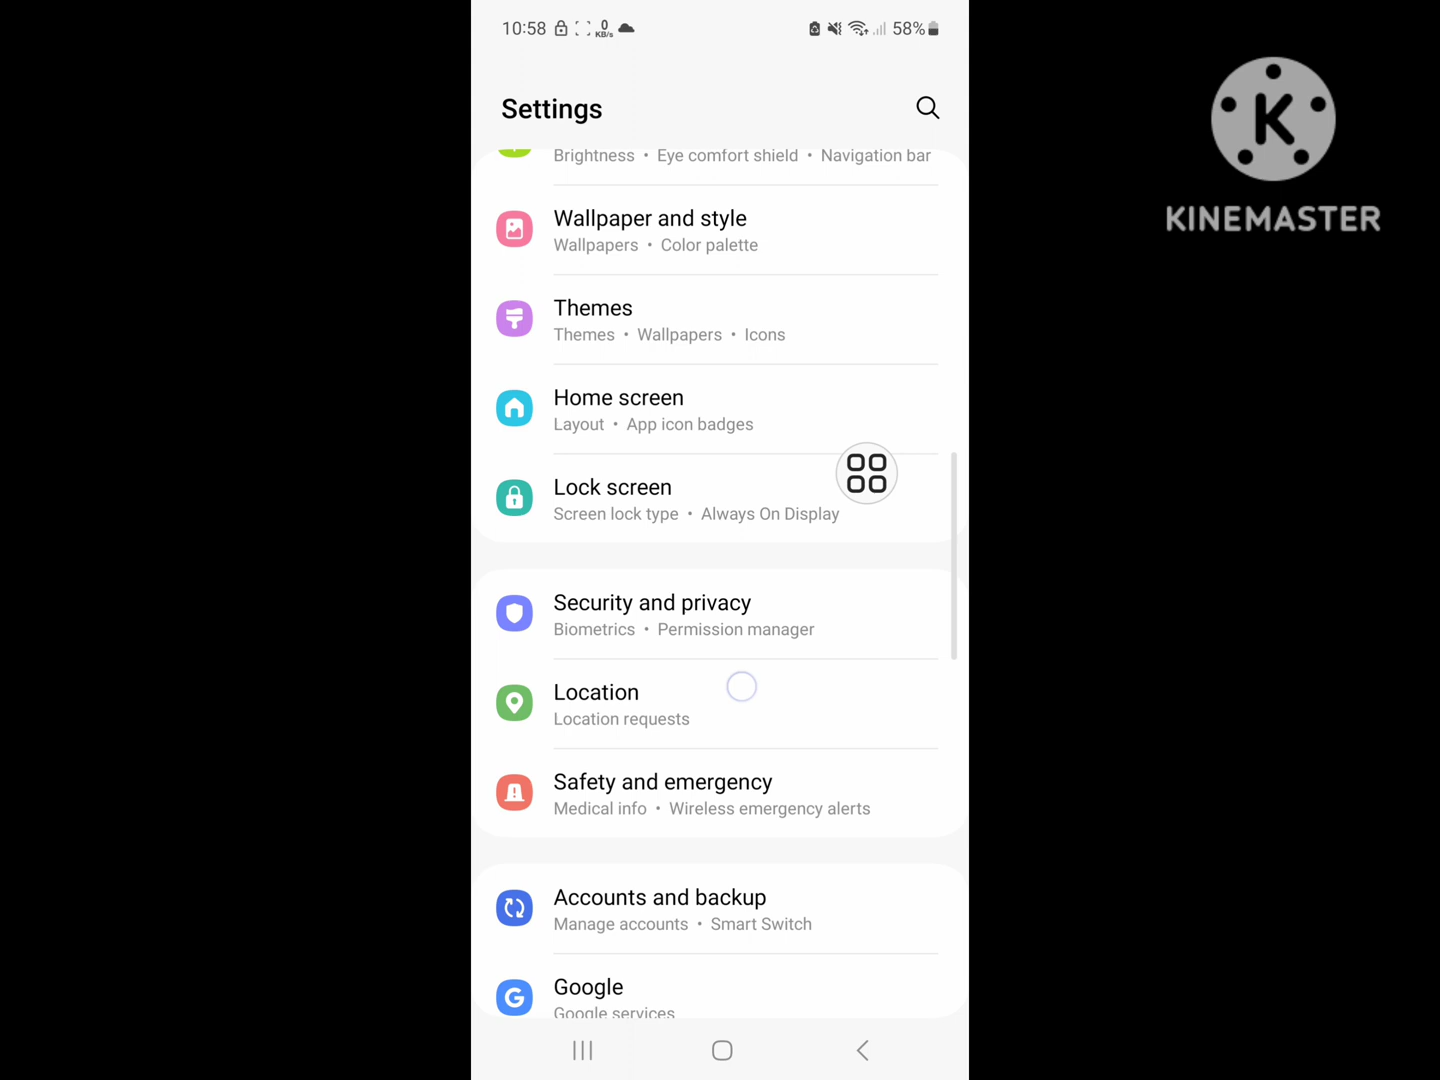 10:58 0 KB/s 58%
Settings
Brightness • Eye comfort shield • Navigation bar
Wallpaper and style
Wallpapers • Color palette
Themes
Themes • Wallpapers • Icons
Home screen
Layout • App icon badges
Lock screen
Screen lock type • Always On Display
Security and privacy
Biometrics • Permission manager
Location
Location requests
Safety and emergency
Medical info • Wireless emergency alerts
Accounts and backup
Manage accounts • Smart Switch
Google
Google services
K
KINEMASTER